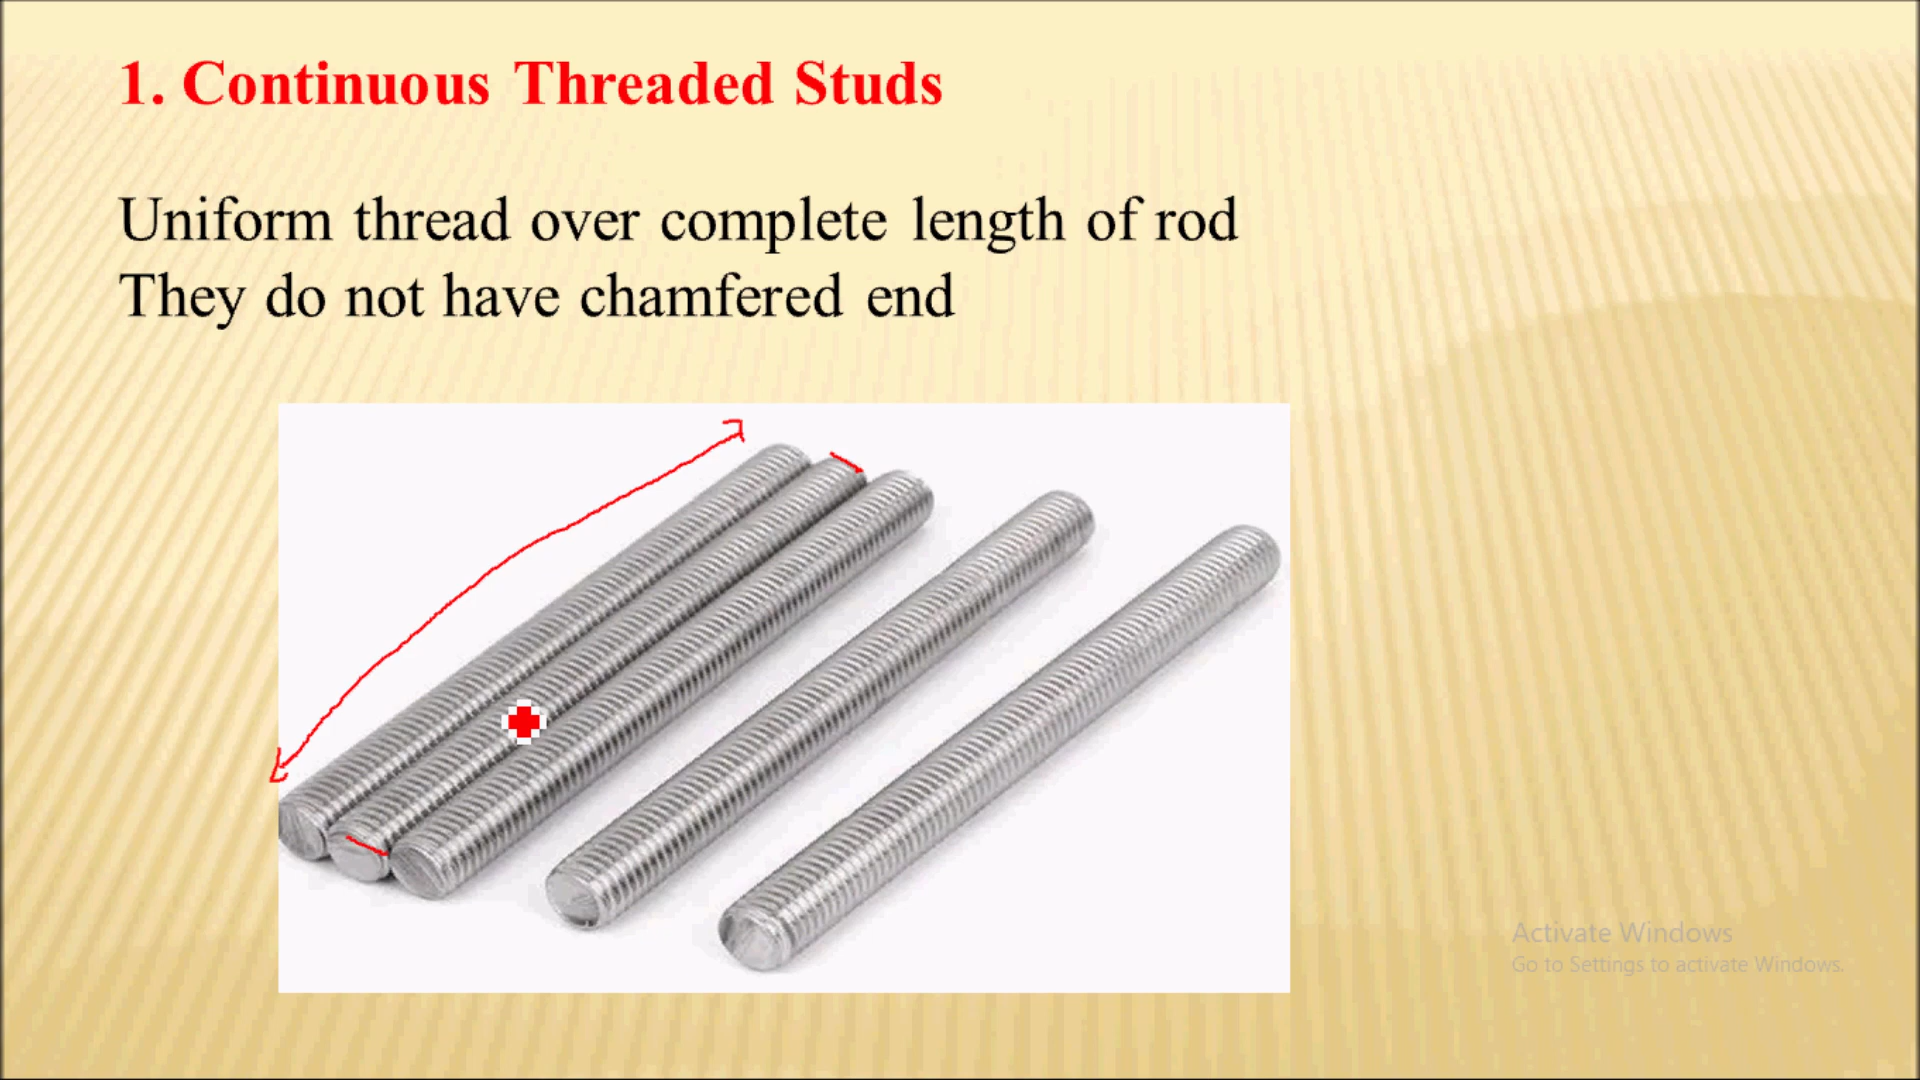 1. Continuous Threaded Studs
Uniform thread over complete length of rod
They do not have chamfered end
Activate Windows
Go to Settings to activate Windows.